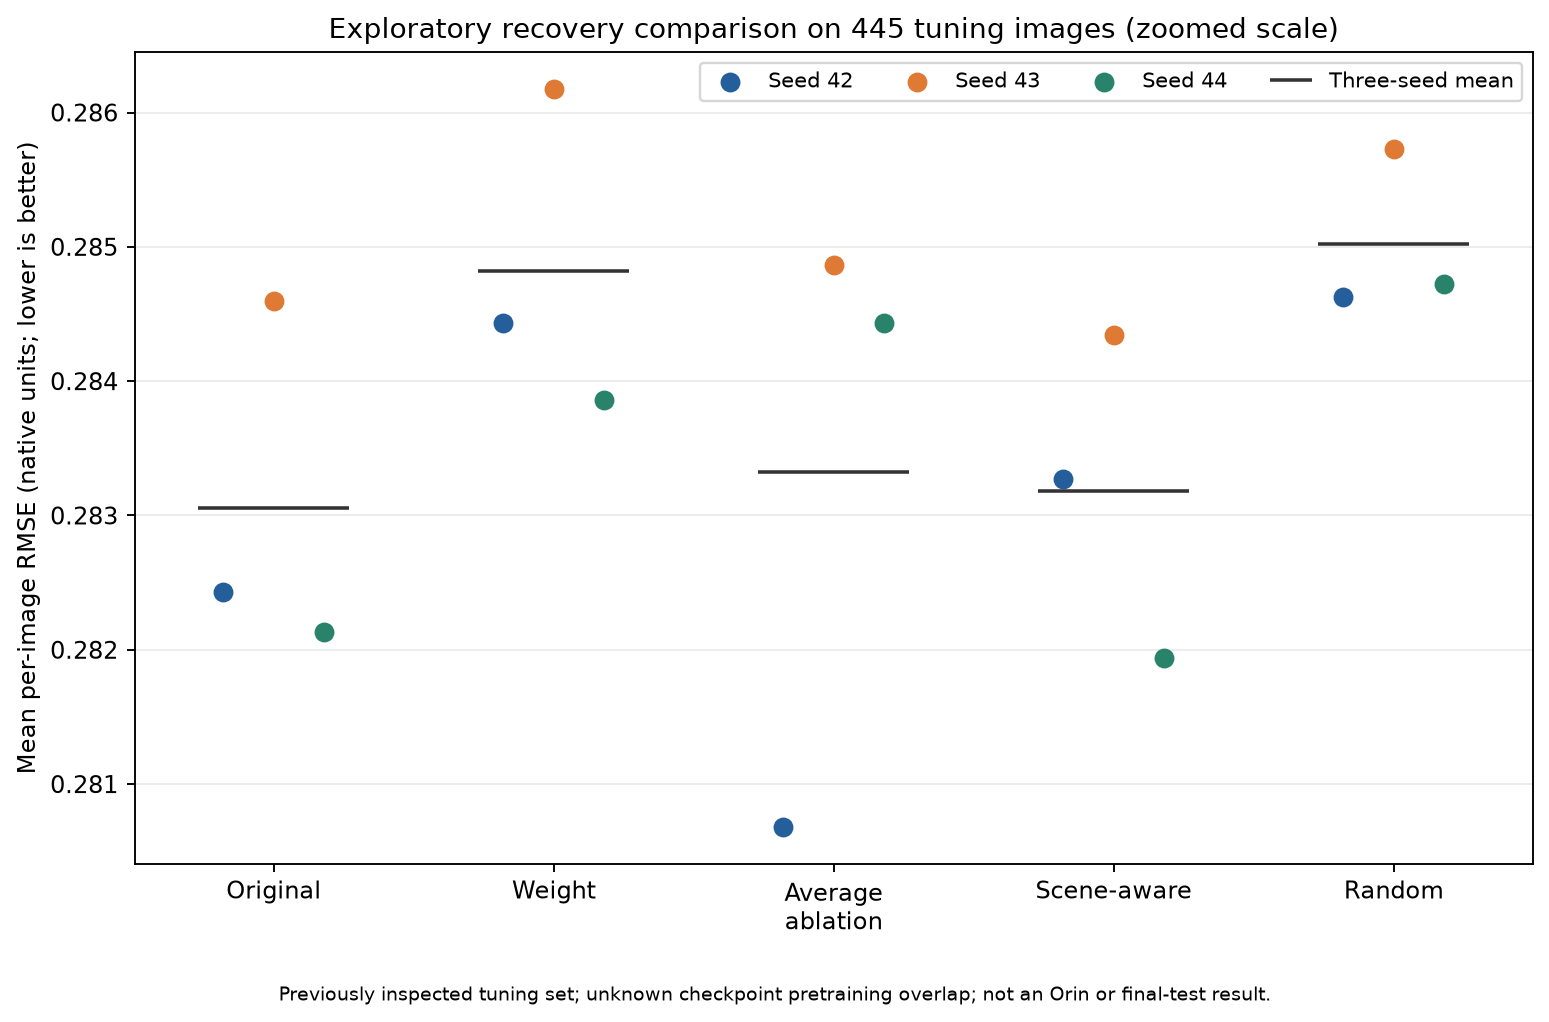 Exploratory recovery comparison on 445 tuning images (zoomed scale)
Seed 42
Seed 43
Seed 44
Three-seed mean
Mean per-image RMSE (native units; lower is better)
0.286
0.285
0.284
0.283
0.282
0.281
Original
Weight
Average
ablation
Scene-aware
Random
Previously inspected tuning set; unknown checkpoint pretraining overlap; not an Orin or final-test result.